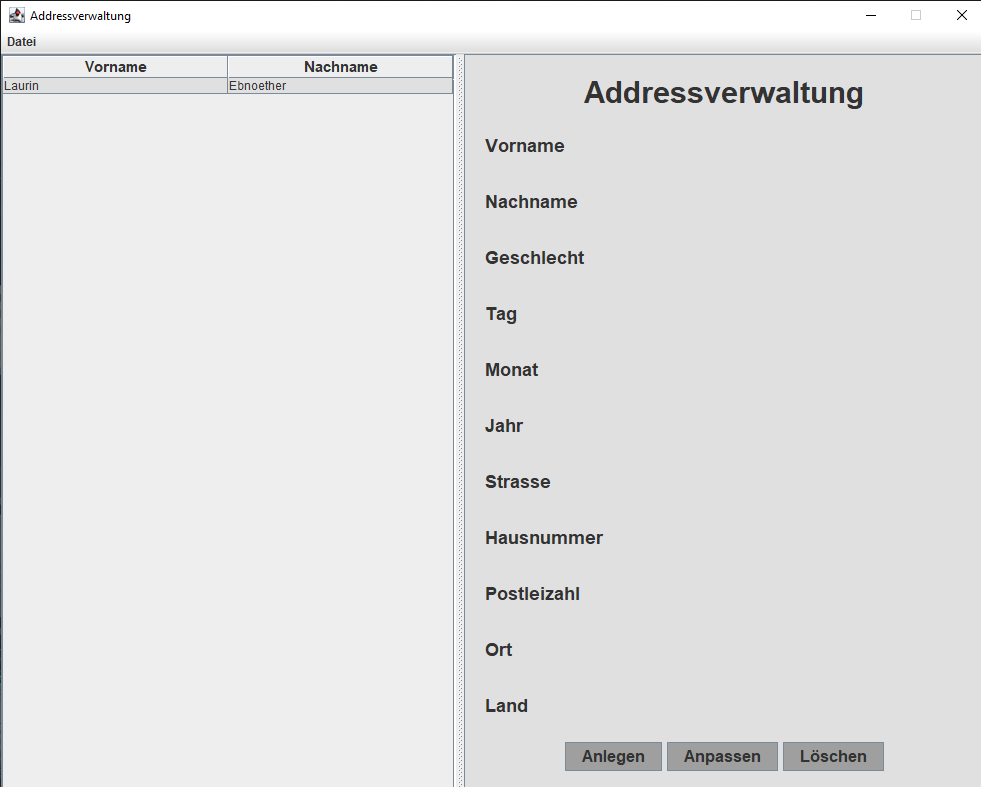 Addressverwaltung
Datei
Vorname Nachname
Laurin Ebnoether
Addressverwaltung
Vorname
Nachname
Geschlecht
Tag
Monat
Jahr
Strasse
Hausnummer
Postleizahl
Ort
Land
Anlegen Anpassen Löschen